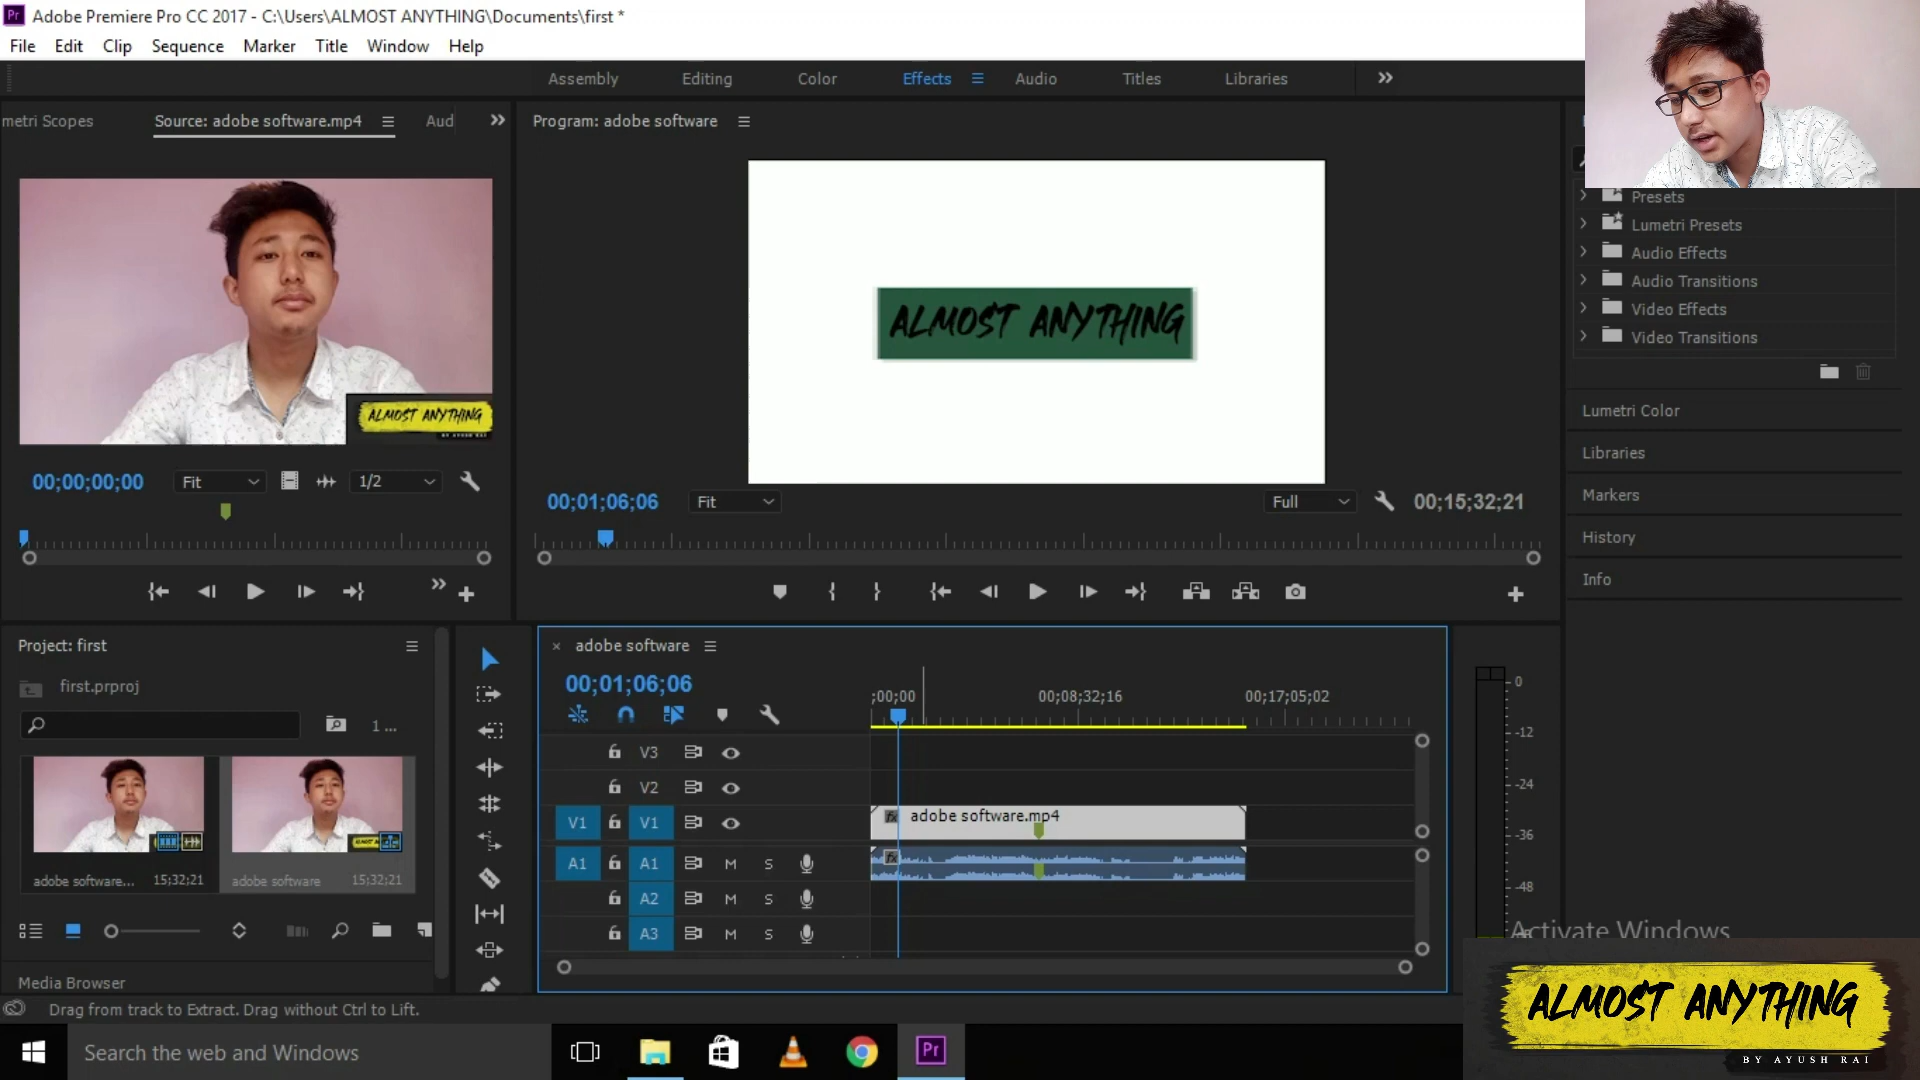 Pr Adobe Premiere Pro CC 2017 - C:\Users\ALMOST ANYTHING\Documents\first *
File Edit Clip Sequence Marker Title Window Help
Assembly Editing Color Effects Audio Titles Libraries
metri Scopes Source: adobe software.mp4 Aud
Program: adobe software
ALMOST ANYTHING
ALMOST ANYTHING
BY AYUSH RAI
Presets
Lumetri Presets
Audio Effects
Audio Transitions
Video Effects
Video Transitions
Lumetri Color
Libraries
Markers
History
Info
00;00;00;00 Fit 1/2
00;01;06;06 Fit Full 00;15;32;21
Project: first
first.prproj
1 ...
adobe software... 15;32;21
adobe software 15;32;21
Media Browser
adobe software
00;01;06;06
;00;00 00;08;32;16 00;17;05;02
V3
V2
V1 V1 fx adobe software.mp4
A1 A1 M S fx
A2 M S
A3 M S
0
-12
-24
-36
-48
Activate Windows
Drag from track to Extract. Drag without Ctrl to Lift.
Search the web and Windows
Pr
ALMOST ANYTHING
BY AYUSH RAI